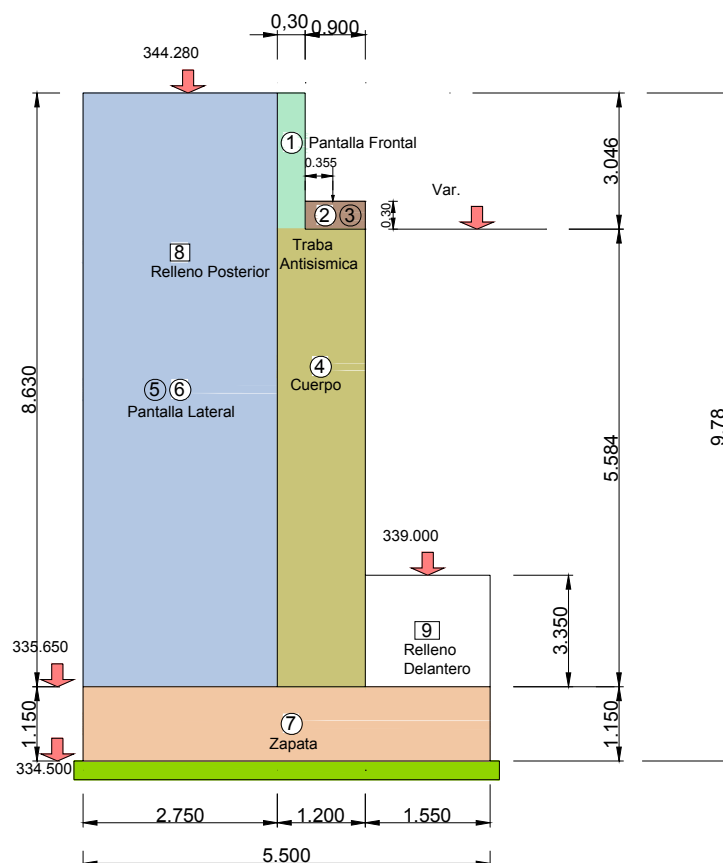 0,30
0.900
344.280
1
Pantalla Frontal
0.355
3.046
Var.
2
3
0,30
8
Relleno Posterior
Traba
Antisismica
4
Cuerpo
5
6
Pantalla Lateral
8.630
5.584
9.78
339.000
335.650
9
Relleno
Delantero
3.350
1.150
7
Zapata
1.150
334.500
2.750
1.200
1.550
5.500